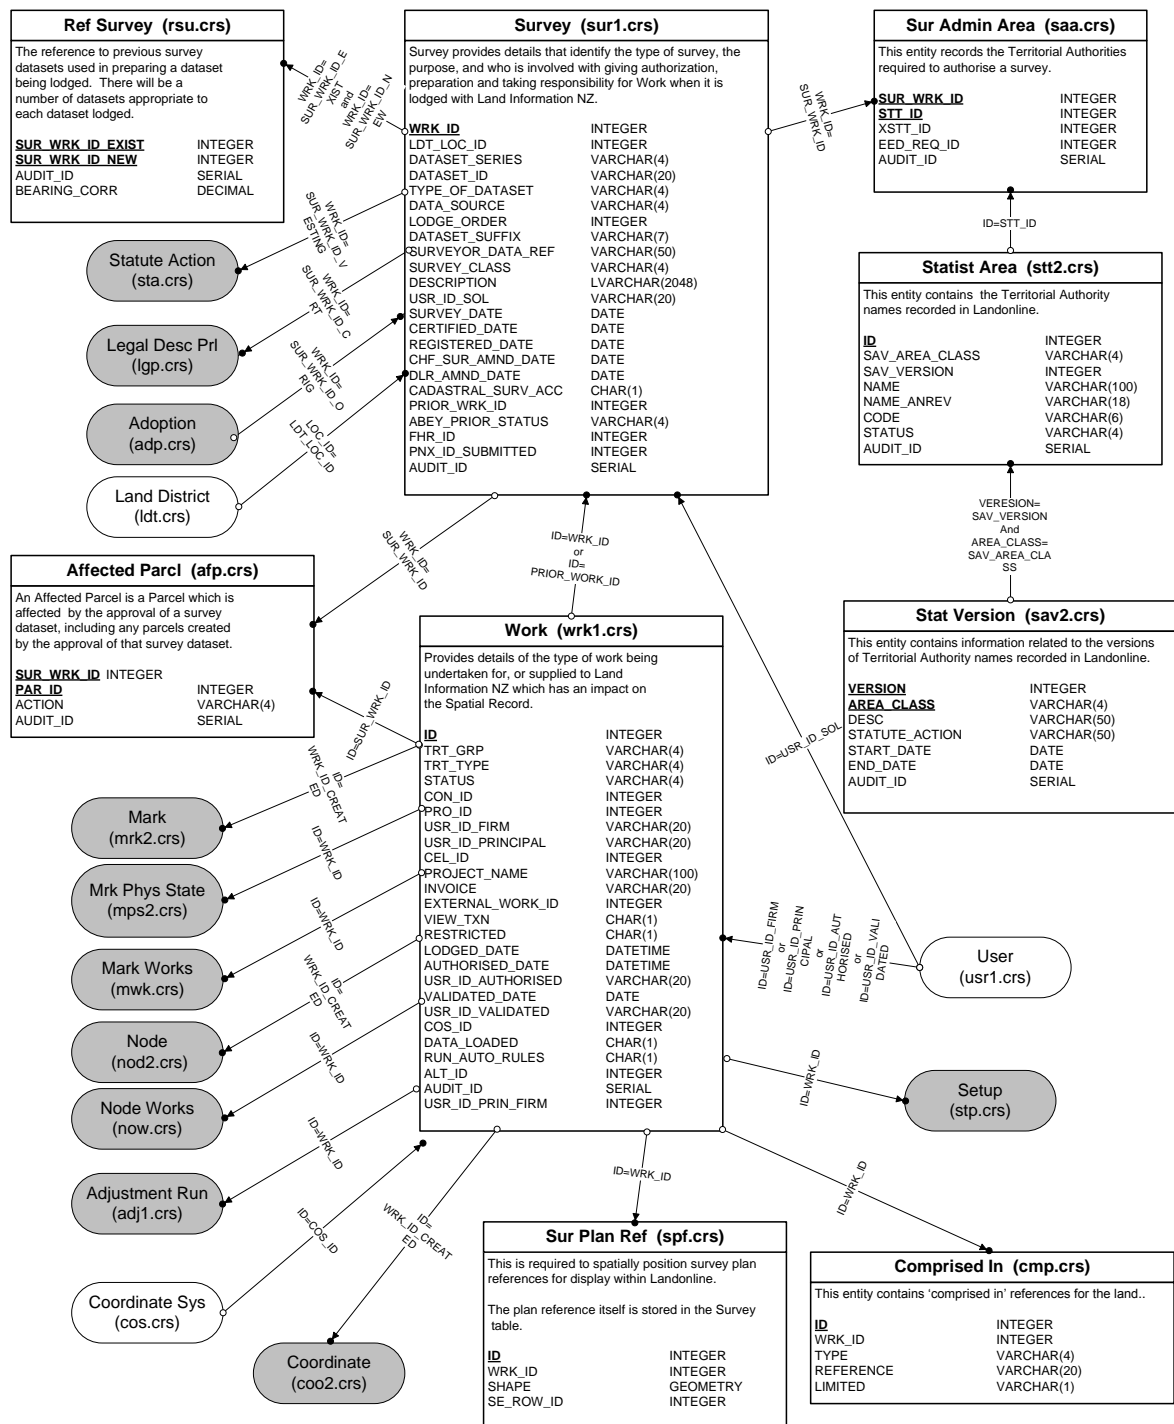 Ref Survey (rsu.crs)
The reference to previous survey
datasets used in preparing a dataset
being lodged. There will be a
number of datasets appropriate to
each dataset lodged.
SUR_WRK_ID_EXIST INTEGER
SUR_WRK_ID_NEW INTEGER
AUDIT_ID SERIAL
BEARING_CORR DECIMAL
WRK_ID=
SUR_WRK_ID_E
XIST
and
WRK_ID=
SUR_WRK_ID_N
EW
Survey (sur1.crs)
Survey provides details that identify the type of survey, the
purpose, and who is involved with giving authorization,
preparation and taking responsibility for Work when it is
lodged with Land Information NZ.
WRK_ID INTEGER
LDT_LOC_ID INTEGER
DATASET_SERIES VARCHAR(4)
DATASET_ID VARCHAR(20)
TYPE_OF_DATASET VARCHAR(4)
DATA_SOURCE VARCHAR(4)
LODGE_ORDER INTEGER
DATASET_SUFFIX VARCHAR(7)
SURVEYOR_DATA_REF VARCHAR(50)
SURVEY_CLASS VARCHAR(4)
DESCRIPTION LVARCHAR(2048)
USR_ID_SOL VARCHAR(20)
SURVEY_DATE DATE
CERTIFIED_DATE DATE
REGISTERED_DATE DATE
CHF_SUR_AMND_DATE DATE
DLR_AMND_DATE DATE
CADASTRAL_SURV_ACC CHAR(1)
PRIOR_WRK_ID INTEGER
ABEY_PRIOR_STATUS VARCHAR(4)
FHR_ID INTEGER
PNX_ID_SUBMITTED INTEGER
AUDIT_ID SERIAL
WRK_ID=
SUR_WRK_ID
Sur Admin Area (saa.crs)
This entity records the Territorial Authorities
required to authorise a survey.
SUR_WRK_ID INTEGER
STT_ID INTEGER
XSTT_ID INTEGER
EED_REQ_ID INTEGER
AUDIT_ID SERIAL
ID=STT_ID
Statist Area (stt2.crs)
This entity contains the Territorial Authority
names recorded in Landonline.
ID INTEGER
SAV_AREA_CLASS VARCHAR(4)
SAV_VERSION INTEGER
NAME VARCHAR(100)
NAME_ANREV VARCHAR(18)
CODE VARCHAR(6)
STATUS VARCHAR(4)
AUDIT_ID SERIAL
VERESION=
SAV_VERSION
And
AREA_CLASS=
SAV_AREA_CLA
SS
Stat Version (sav2.crs)
This entity contains information related to the versions
of Territorial Authority names recorded in Landonline.
VERSION INTEGER
AREA_CLASS VARCHAR(4)
DESC VARCHAR(50)
STATUTE_ACTION VARCHAR(50)
START_DATE DATE
END_DATE DATE
AUDIT_ID SERIAL
Statute Action
(sta.crs)
WRK_ID=
SUR_WRK_ID_V
ESTING
Legal Desc Prl
(lgp.crs)
WRK_ID=
SUR_WRK_ID_C
RT
Adoption
(adp.crs)
WRK_ID=
SUR_WRK_ID_O
RIG
Land District
(ldt.crs)
LOC_ID=
LDT_LOC_ID
WRK_ID=
SUR_WRK_ID
ID=WRK_ID
or
ID=
PRIOR_WORK_ID
ID=USR_ID_SOL
Affected Parcl (afp.crs)
An Affected Parcel is a Parcel which is
affected by the approval of a survey
dataset, including any parcels created
by the approval of that survey dataset.
SUR_WRK_ID INTEGER
PAR_ID INTEGER
ACTION VARCHAR(4)
AUDIT_ID SERIAL
ID=SUR_WRK_ID
Work (wrk1.crs)
Provides details of the type of work being
undertaken for, or supplied to Land
Information NZ which has an impact on
the Spatial Record.
ID INTEGER
TRT_GRP VARCHAR(4)
TRT_TYPE VARCHAR(4)
STATUS VARCHAR(4)
CON_ID INTEGER
PRO_ID INTEGER
USR_ID_FIRM VARCHAR(20)
USR_ID_PRINCIPAL VARCHAR(20)
CEL_ID INTEGER
PROJECT_NAME VARCHAR(100)
INVOICE VARCHAR(20)
EXTERNAL_WORK_ID INTEGER
VIEW_TXN CHAR(1)
RESTRICTED CHAR(1)
LODGED_DATE DATETIME
AUTHORISED_DATE DATETIME
USR_ID_AUTHORISED VARCHAR(20)
VALIDATED_DATE DATE
USR_ID_VALIDATED VARCHAR(20)
COS_ID INTEGER
DATA_LOADED CHAR(1)
RUN_AUTO_RULES CHAR(1)
ALT_ID INTEGER
AUDIT_ID SERIAL
USR_ID_PRIN_FIRM INTEGER
Mark
(mrk2.crs)
ID=
WRK_ID_CREAT
ED
Mrk Phys State
(mps2.crs)
ID=WRK_ID
Mark Works
(mwk.crs)
ID=WRK_ID
Node
(nod2.crs)
ID=
WRK_ID_CREAT
ED
Node Works
(now.crs)
ID=WRK_ID
Adjustment Run
(adj1.crs)
ID=WRK_ID
Coordinate Sys
(cos.crs)
ID=COS_ID
Coordinate
(coo2.crs)
ID=
WRK_ID_CREAT
ED
ID=USR_ID_FIRM
or
ID=USR_ID_PRIN
CIPAL
or
ID=USR_ID_AUT
HORISED
or
ID=USR_ID_VALI
DATED
User
(usr1.crs)
ID=WRK_ID
Setup
(stp.crs)
ID=WRK_ID
ID=WRK_ID
Sur Plan Ref (spf.crs)
This is required to spatially position survey plan
references for display within Landonline.
The plan reference itself is stored in the Survey
table.
ID INTEGER
WRK_ID INTEGER
SHAPE GEOMETRY
SE_ROW_ID INTEGER
Comprised In (cmp.crs)
This entity contains 'comprised in' references for the land..
ID INTEGER
WRK_ID INTEGER
TYPE VARCHAR(4)
REFERENCE VARCHAR(20)
LIMITED VARCHAR(1)